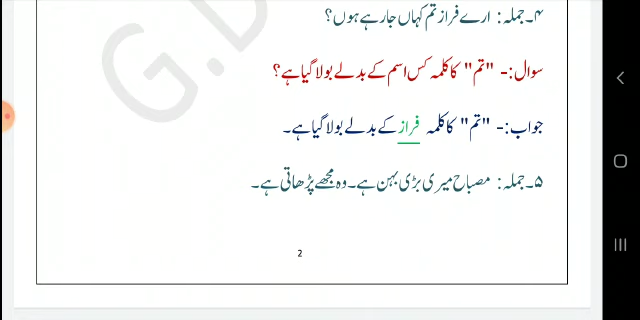 ۴۔ جملہ: ارے فراز تم کہاں جا رہے ہوں؟
سوال:- "تم" کا کلمہ کس اسم کے بدلے بولا گیا ہے؟
جواب:- "تم" کا کلمہ فراز کے بدلے بولا گیا ہے۔
۵۔ جملہ: مصباح میری بڑی بہن ہے۔ وہ مجھے پڑھاتی ہے۔
2